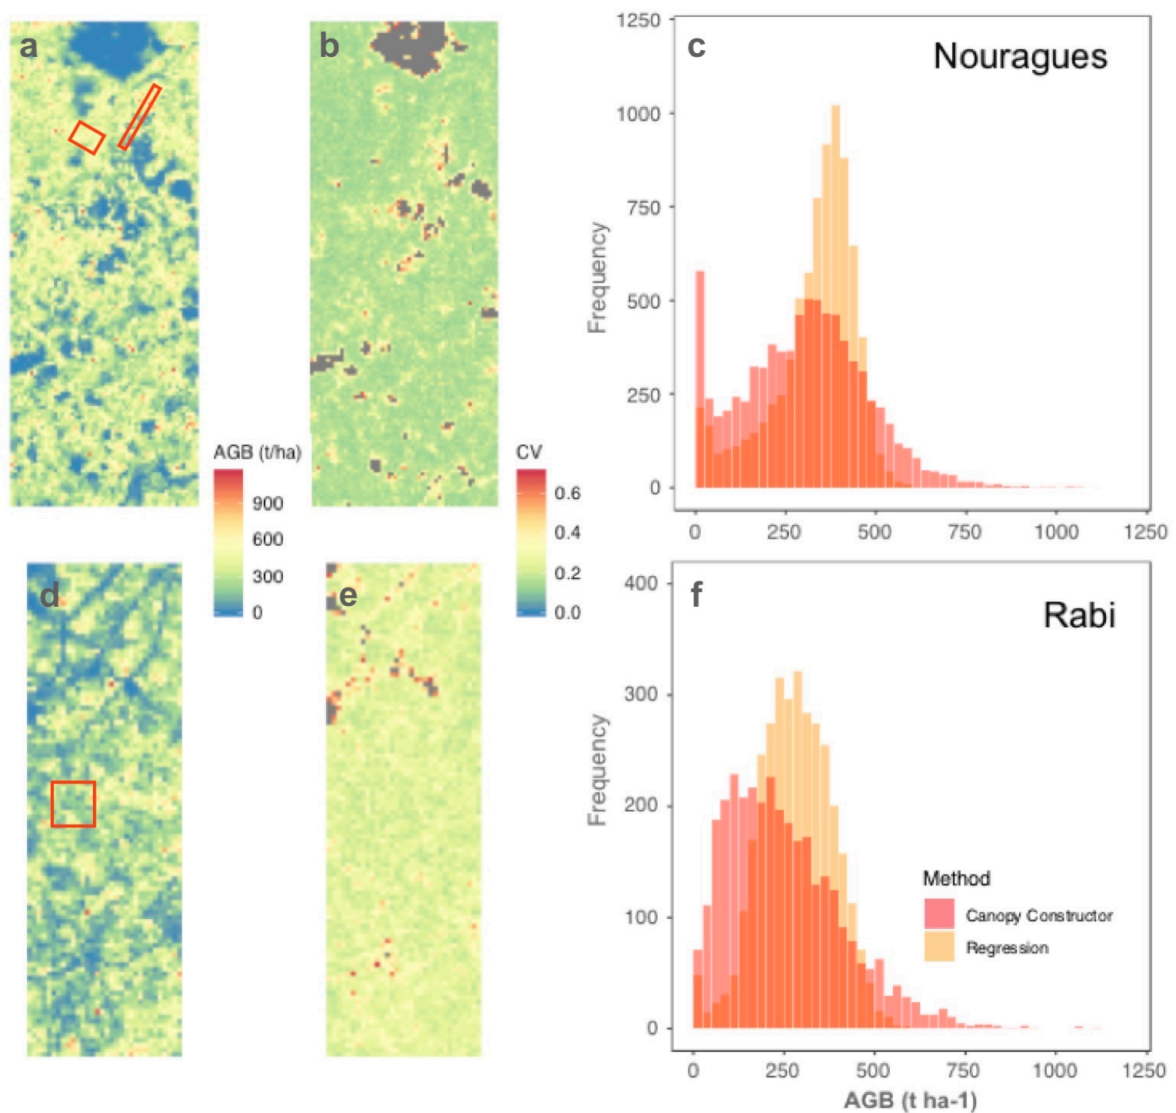 a
b
c
Nouragues
1250
1000
750
500
250
0
Frequency
0
250
500
750
1000
1250
AGB (t/ha)
900
600
300
0
CV
0.6
0.4
0.2
0.0
d
e
f
Rabi
400
300
200
100
0
Frequency
Method
Canopy Constructor
Regression
0
250
500
750
1000
1250
AGB (t ha-1)